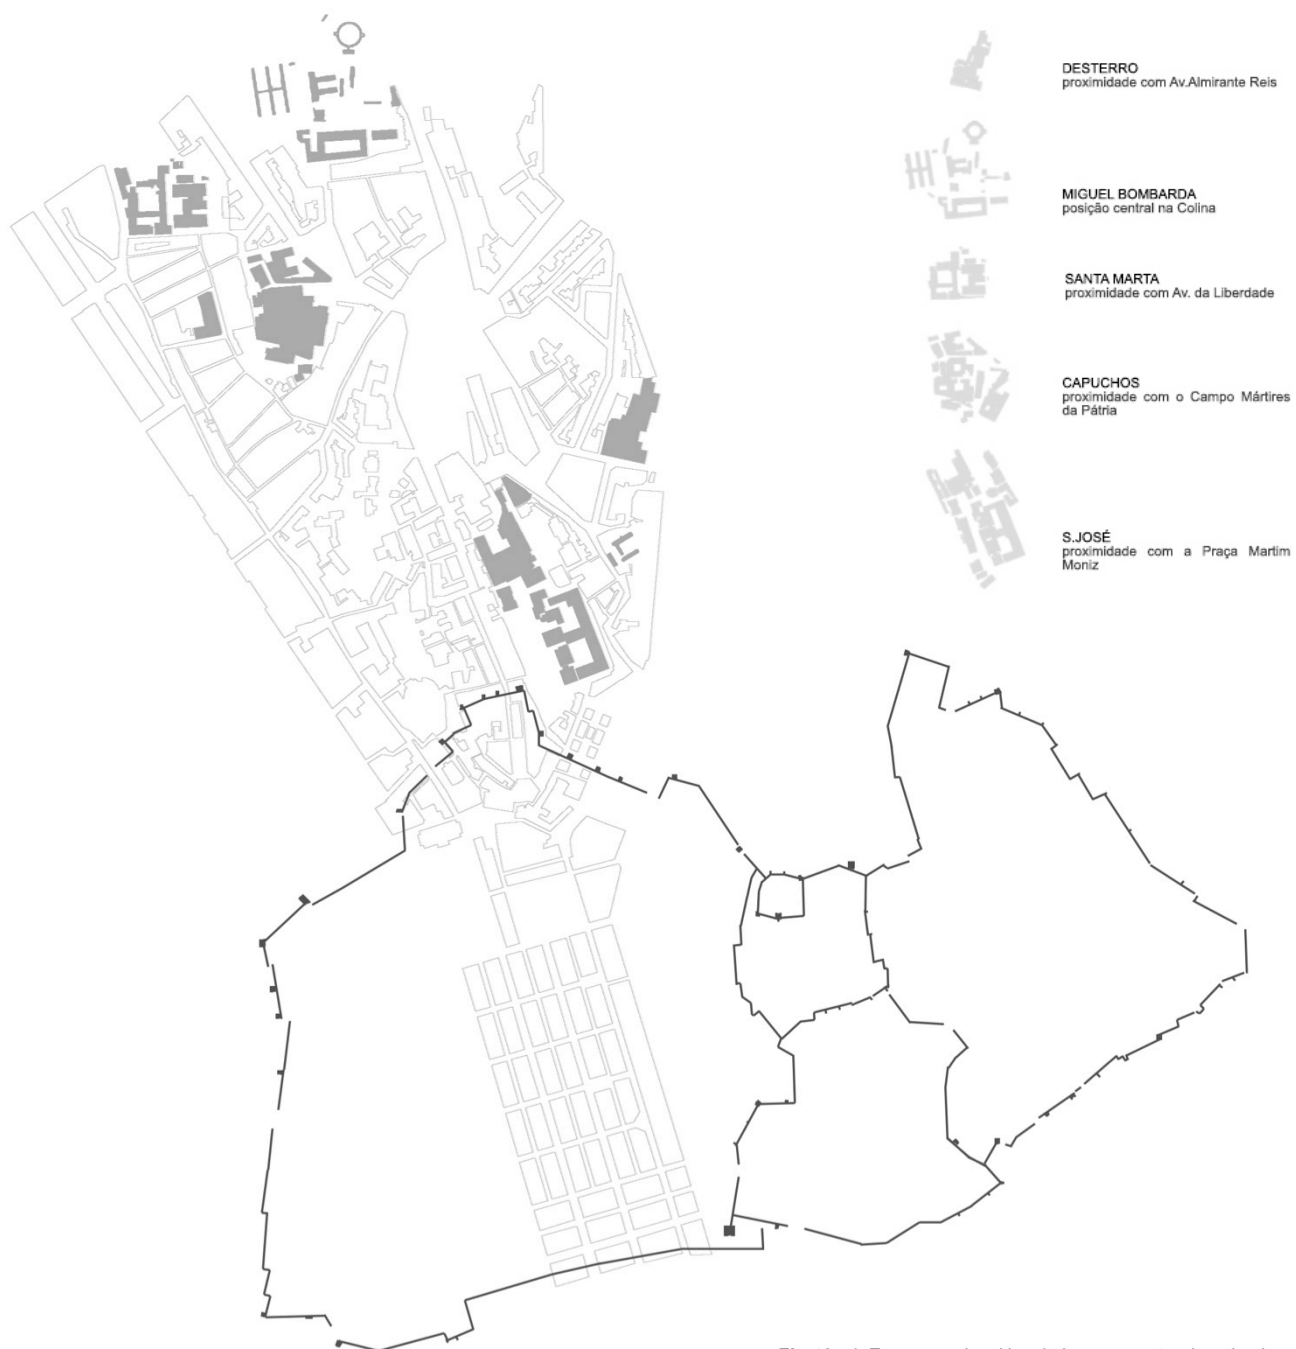 DESTERRO
proximidade com Av.Almirante Reis
MIGUEL BOMBARDA
posição central na Colina
SANTA MARTA
proximidade com Av. da Liberdade
CAPUCHOS
proximidade com o Campo Mártires
da Pátria
S.JOSÉ
proximidade com a Praça Martim
Moniz